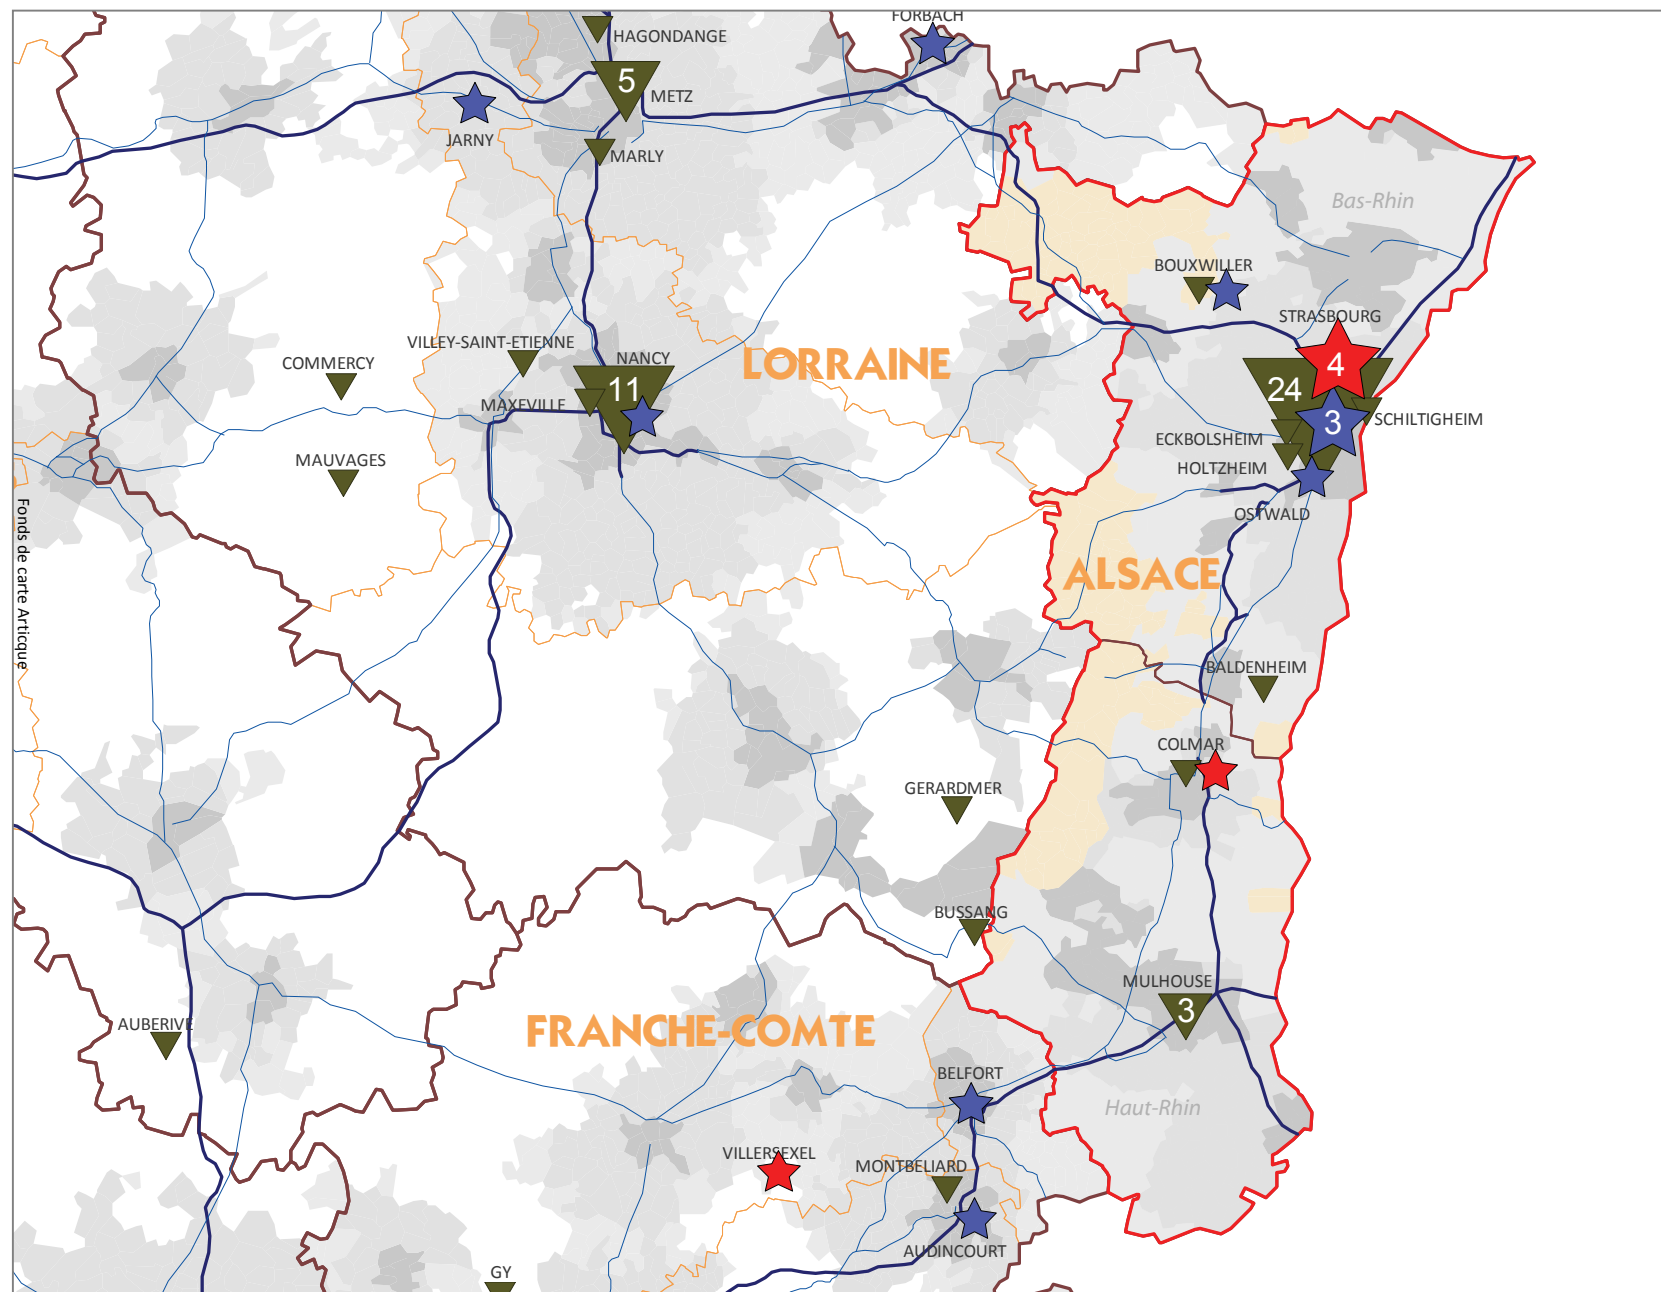 FORBACH
HAGONDANGE
5
METZ
JARNY
MARLY
Bas-Rhin
BOUXWILLER
STRASBOURG
VILLEY-SAINT-ETIENNE
NANCY
COMMERCY
LORRAINE
4
11
24
MAXEVILLE
3
SCHILTIGHEIM
ECKBOLSHEIM
MAUVAGES
HOLTZHEIM
OSTWALD
Fonds de carte Articque
ALSACE
BALDENHEIM
COLMAR
GERARDMER
BUSSANG
MULHOUSE
3
AUBERIVE
FRANCHE-COMTE
BELFORT
Haut-Rhin
VILLERSEXEL
MONTBELIARD
AUDINCOURT
GY